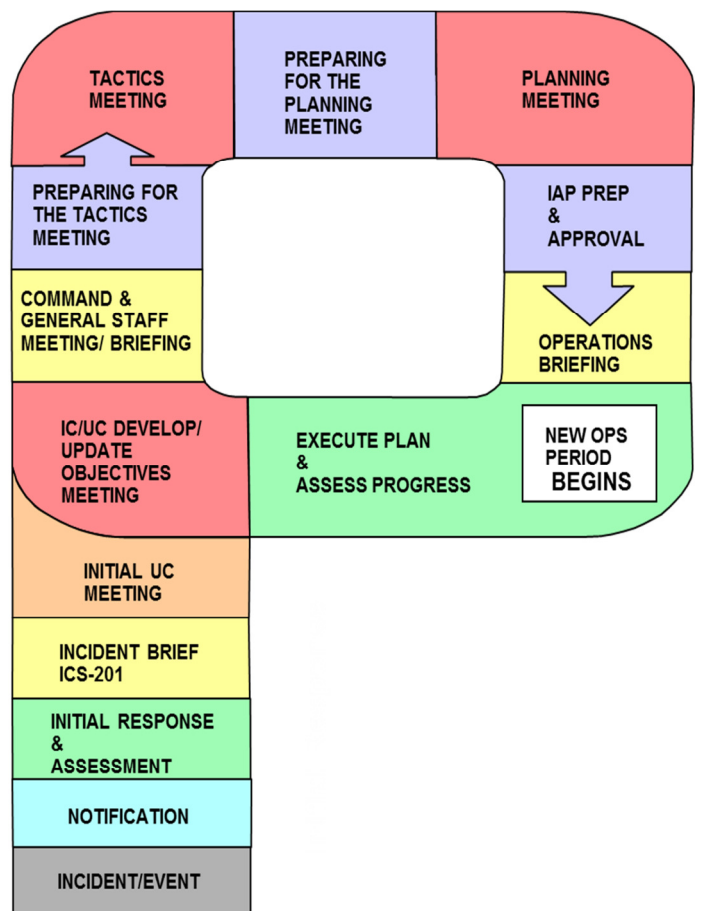 TACTICS
MEETING
PREPARING
FOR THE
PLANNING
MEETING
PLANNING
MEETING
PREPARING FOR
THE TACTICS
MEETING
IAP PREP
&
APPROVAL
COMMAND &
GENERAL STAFF
MEETING/ BRIEFING
OPERATIONS
BRIEFING
IC/UC DEVELOP/
UPDATE
OBJECTIVES
MEETING
EXECUTE PLAN
&
ASSESS PROGRESS
NEW OPS
PERIOD
BEGINS
INITIAL UC
MEETING
INCIDENT BRIEF
ICS-201
INITIAL RESPONSE
&
ASSESSMENT
NOTIFICATION
INCIDENT/EVENT